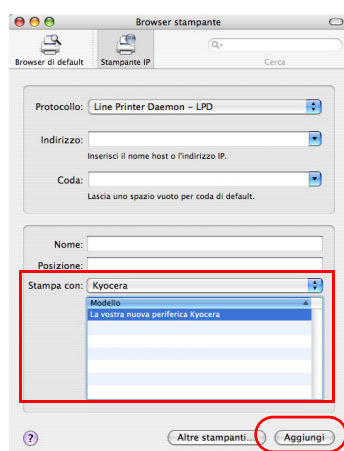 Browser stampante
Browser di default
Stampante IP
Q
Cerca
Protocollo: Line Printer Daemon – LPD
Indirizzo:
Inserisci il nome host o l'indirizzo IP.
Coda:
Lascia uno spazio vuoto per coda di default.
Nome:
Posizione:
Stampa con: Kyocera
Modello
La vostra nuova periferica Kyocera
?
Altre stampanti...
Aggiungi